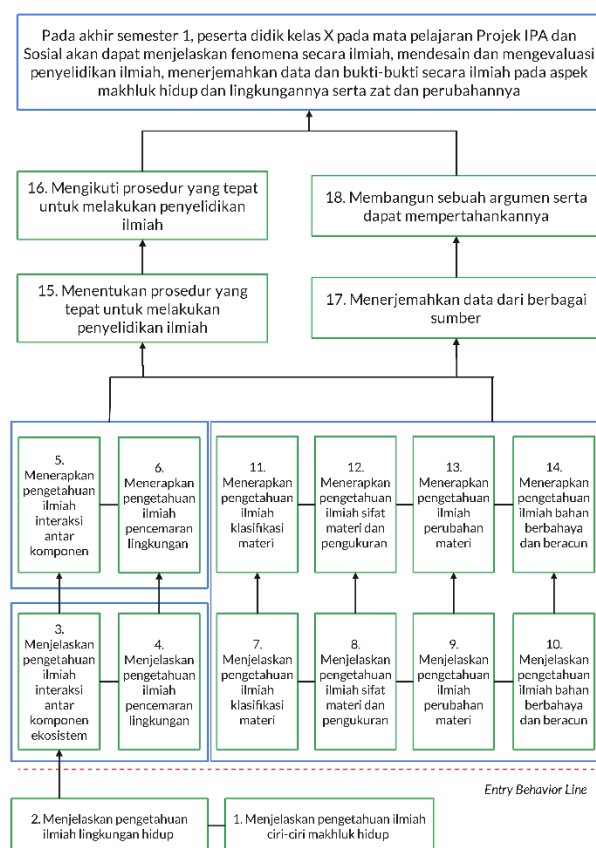 Pada akhir semester 1, peserta didik kelas X pada mata pelajaran Projek IPA dan
Sosial akan dapat menjelaskan fenomena secara ilmiah, mendesain dan mengevaluasi
penyelidikan ilmiah, menerjemahkan data dan bukti-bukti secara ilmiah pada aspek
makhluk hidup dan lingkungannya serta zat dan perubahannya
16. Mengikuti prosedur yang tepat
untuk melakukan penyelidikan
ilmiah
18. Membangun sebuah argumen serta
dapat mempertahankannya
15. Menentukan prosedur yang
tepat untuk melakukan
penyelidikan ilmiah
17. Menerjemahkan data dari berbagai
sumber
5.
Menerapkan
pengetahuan
ilmiah
interaksi
antar
komponen
6.
Menerapkan
pengetahuan
ilmiah
pencemaran
lingkungan
11.
Menerapkan
pengetahuan
ilmiah
klasifikasi
materi
12.
Menerapkan
pengetahuan
ilmiah sifat
materi dan
pengukuran
13.
Menerapkan
pengetahuan
ilmiah
perubahan
materi
14.
Menerapkan
pengetahuan
ilmiah bahan
berbahaya
dan beracun
3.
Menjelaskan
pengetahuan
ilmiah
interaksi
antar
komponen
ekosistem
4.
Menjelaskan
pengetahuan
ilmiah
pencemaran
lingkungan
7.
Menjelaskan
pengetahuan
ilmiah
klasifikasi
materi
8.
Menjelaskan
pengetahuan
ilmiah sifat
materi dan
pengukuran
9.
Menjelaskan
pengetahuan
ilmiah
perubahan
materi
10.
Menjelaskan
pengetahuan
ilmiah bahan
berbahaya
dan beracun
Entry Behavior Line
2. Menjelaskan pengetahuan
ilmiah lingkungan hidup
1. Menjelaskan pengetahuan ilmiah
ciri-ciri makhluk hidup